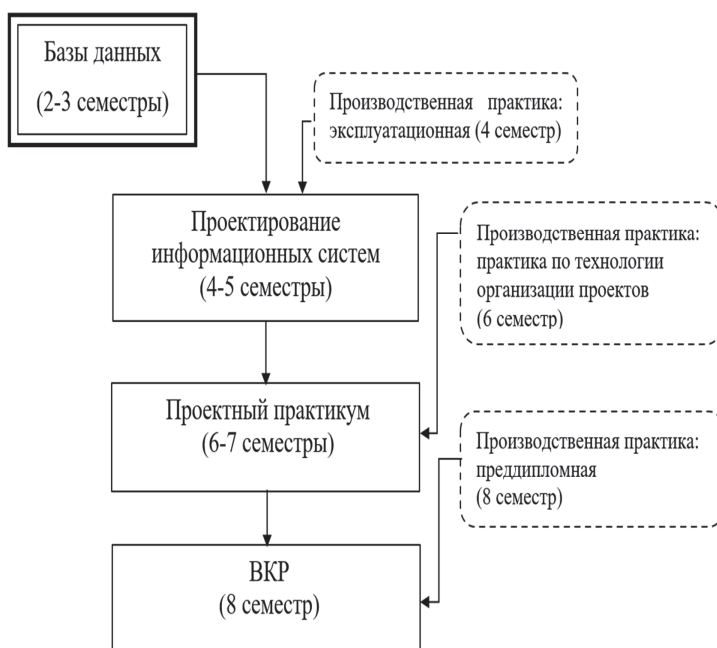 Базы данных
(2-3 семестры)
Производственная практика:
эксплуатационная (4 семестр)
Проектирование
информационных систем
(4-5 семестры)
Производственная практика:
практика по технологии
организации проектов
(6 семестр)
Проектный практикум
(6-7 семестры)
Производственная практика:
преддипломная
(8 семестр)
ВКР
(8 семестр)